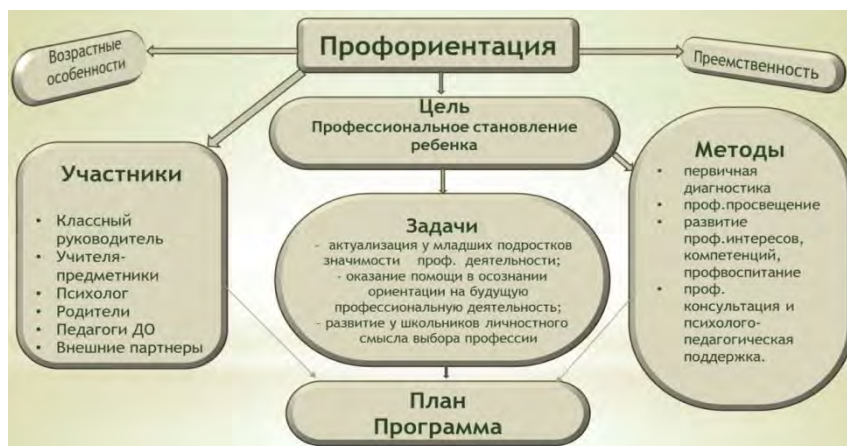 Профориентация
Возрастные
особенности
Преемственность
Цель
Профессиональное становление
ребенка
Участники
• Классный
руководитель
• Учителя-
предметники
• Психолог
• Родители
• Педагоги ДО
• Внешние партнеры
Задачи
- актуализация у младших подростков
значимости проф. деятельности;
- оказание помощи в осознании
ориентации на будущую
профессиональную деятельность;
- развитие у школьников личностного
смысла выбора профессии
Методы
• первичная
диагностика
• проф.просвещение
• развитие
проф.интересов,
компетенций,
профвоспитание
• проф.
консультация и
психолого-
педагогическая
поддержка.
План
Программа